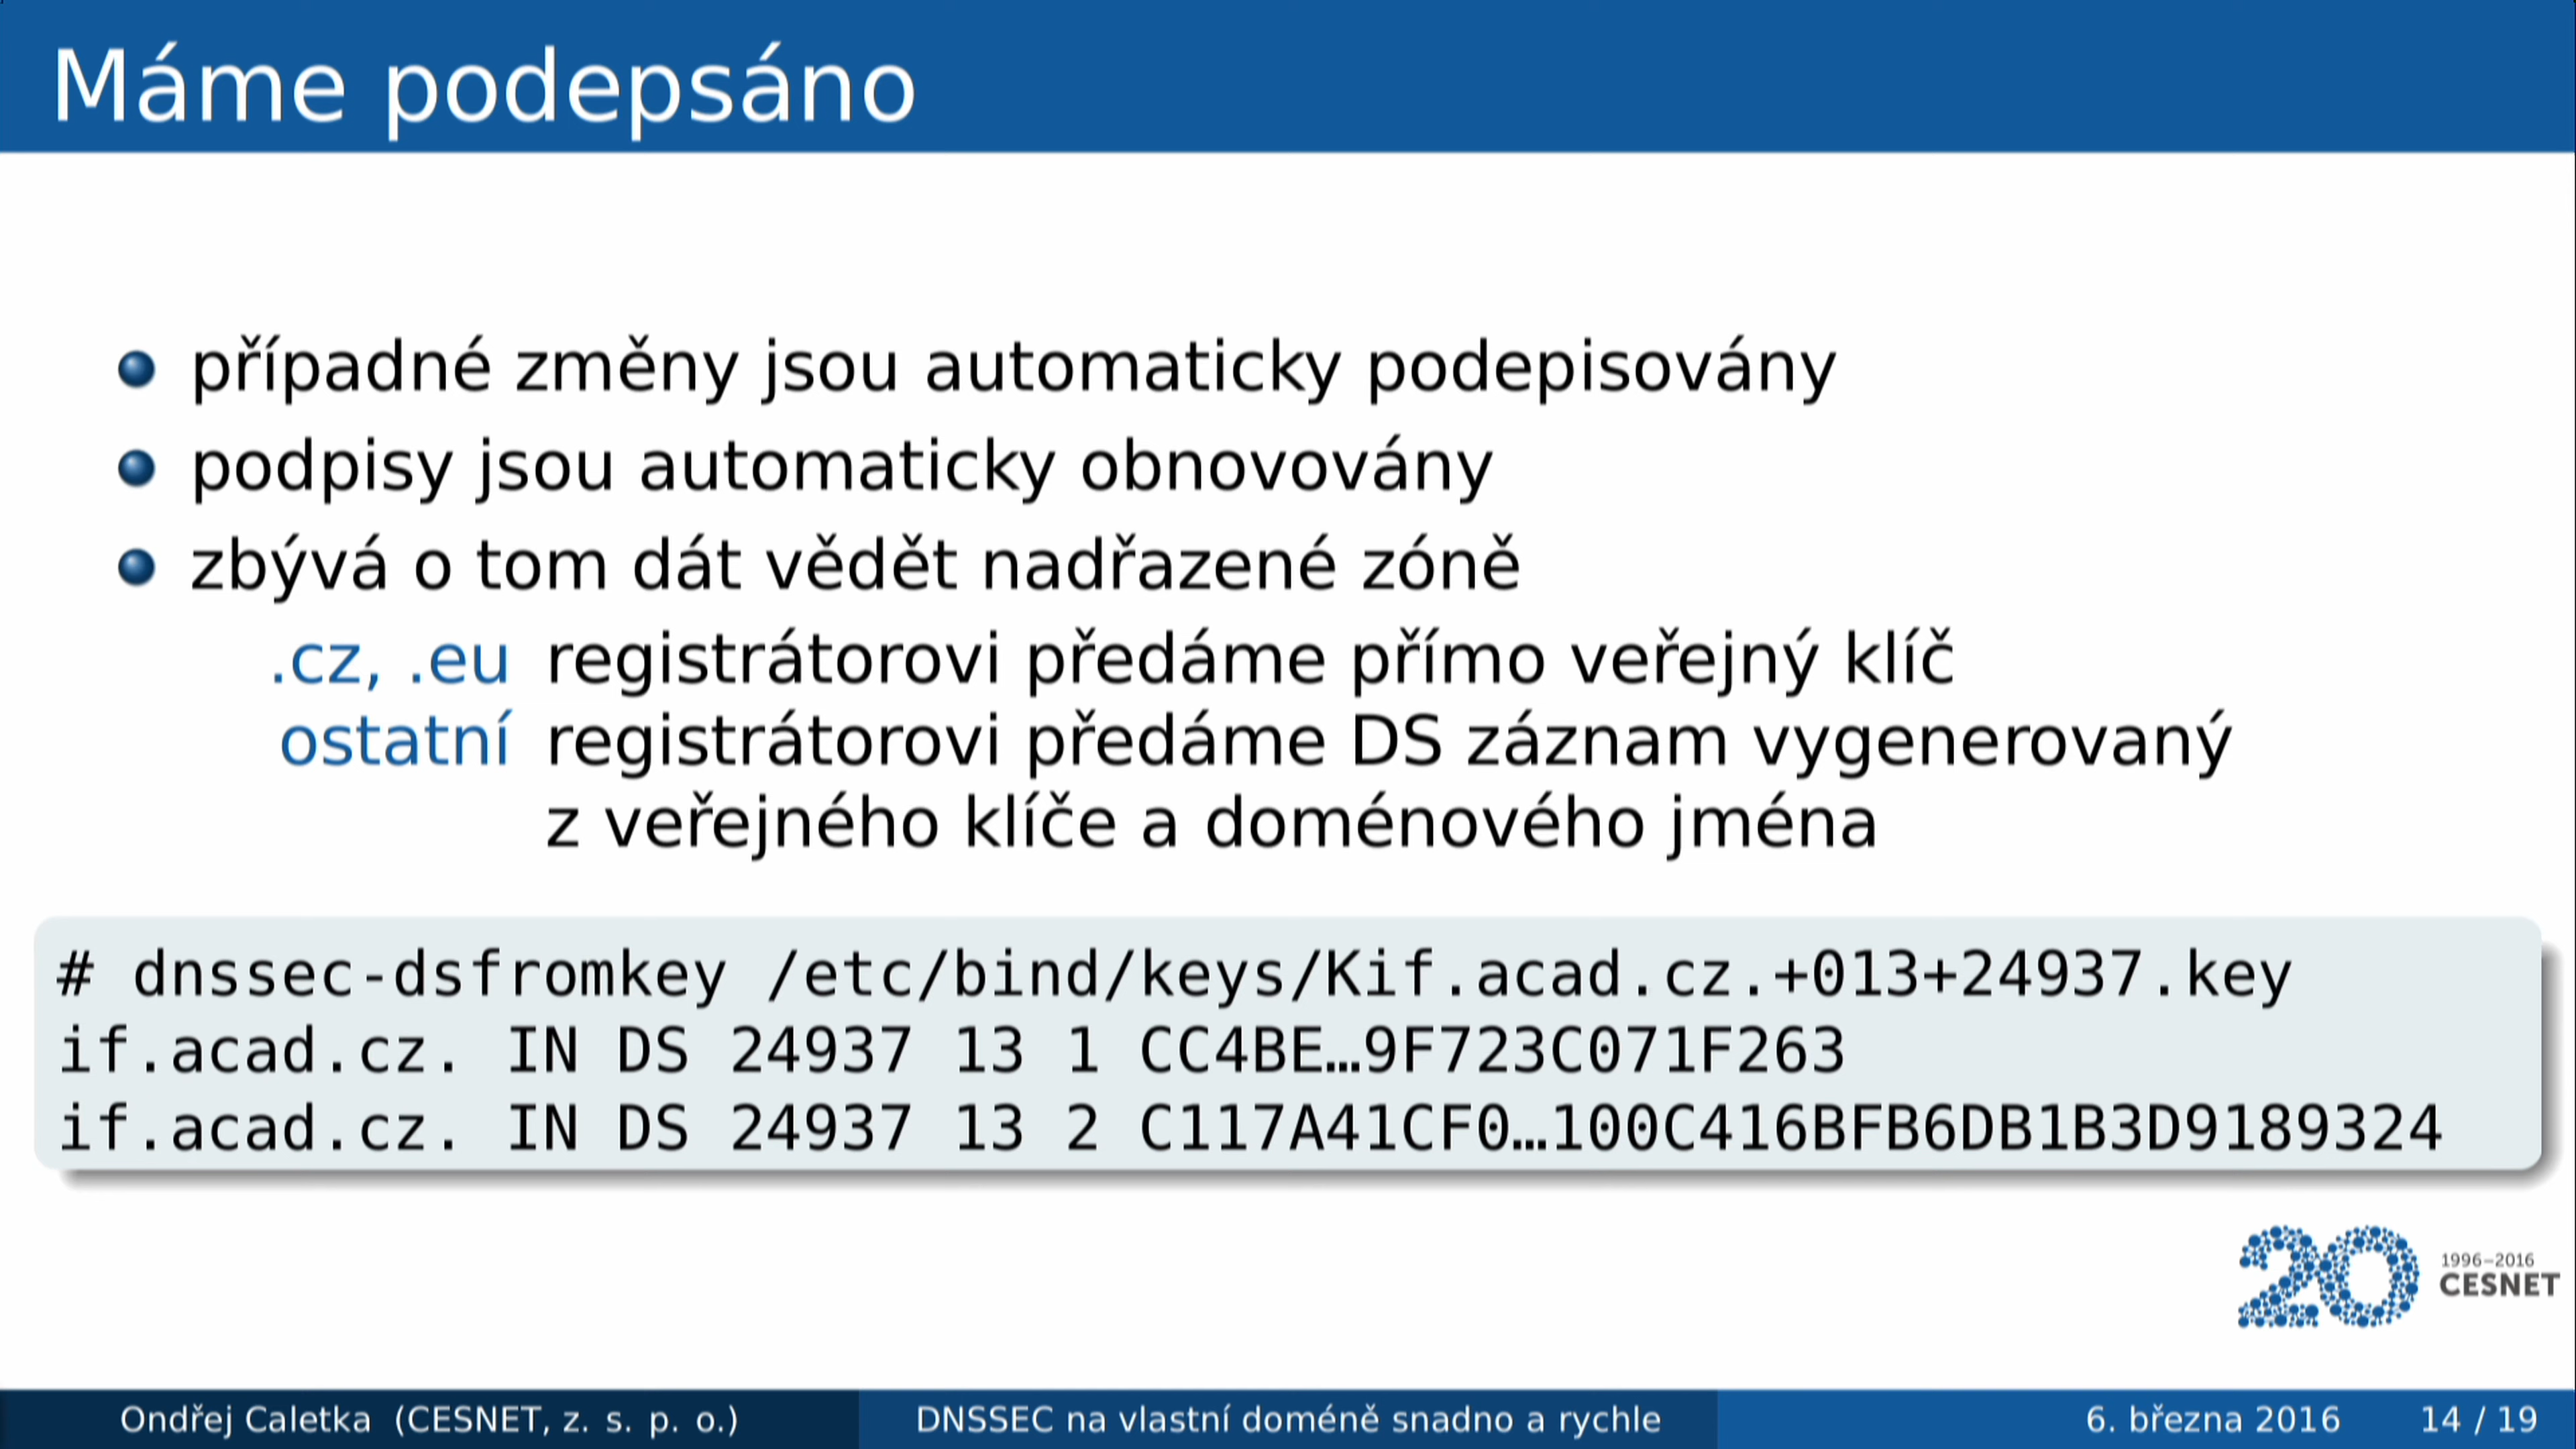 Máme podepsáno
případné změny jsou automaticky podepisovány
podpisy jsou automaticky obnovovány
zbývá o tom dát vědět nadřazené zóně
.cz, .eu registrátorovi předáme přímo veřejný klíč
ostatní registrátorovi předáme DS záznam vygenerovaný
z veřejného klíče a doménového jména
# dnssec-dsfromkey /etc/bind/keys/Kif.acad.cz.+013+24937.key
if.acad.cz. IN DS 24937 13 1 CC4BE…9F723C071F263
if.acad.cz. IN DS 24937 13 2 C117A41CF0…100C416BFB6DB1B3D9189324
20 1996–2016
CESNET
Ondřej Caletka (CESNET, z. s. p. o.) DNSSEC na vlastní doméně snadno a rychle 6. března 2016 14 / 19